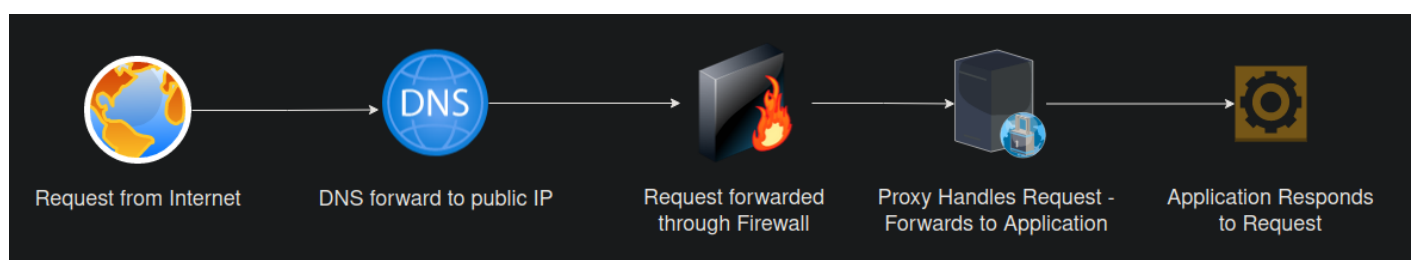 DNS
Request from Internet
DNS forward to public IP
Request forwarded
through Firewall
Proxy Handles Request -
Forwards to Application
1
Application Responds
to Request